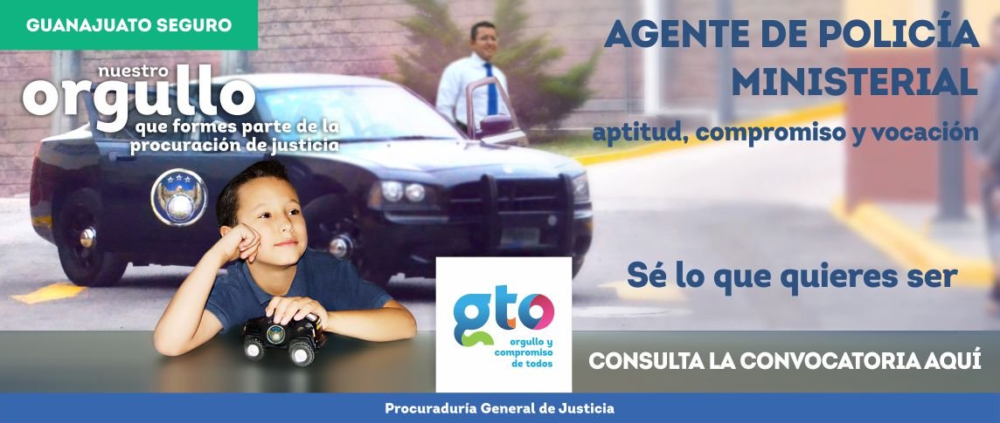 GUANAJUATO SEGURO
nuestro
orgullo
que formes parte de la
procuración de justicia
AGENTE DE POLICÍA
MINISTERIAL
aptitud, compromiso y vocación
Sé lo que quieres ser
gto
orgullo y
compromiso
de todos
CONSULTA LA CONVOCATORIA AQUÍ
Procuraduría General de Justicia